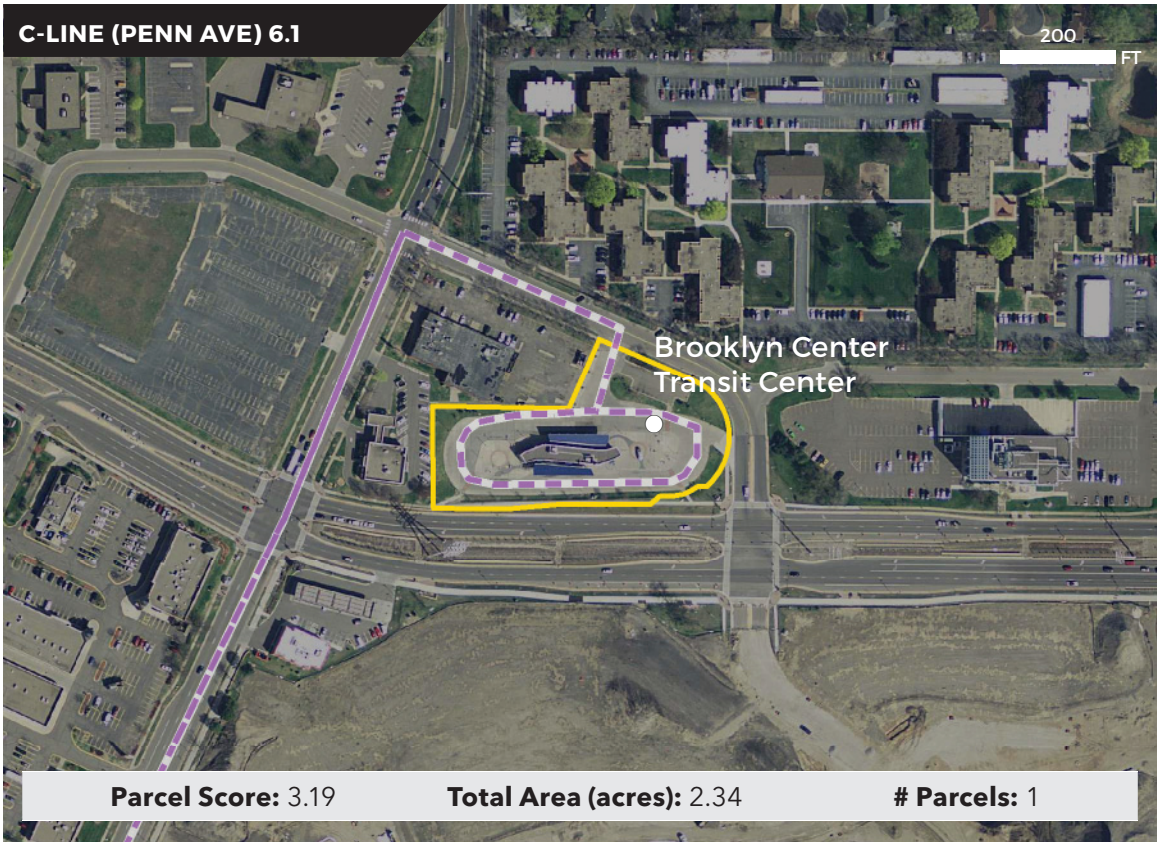 C-LINE (PENN AVE) 6.1
200
FT
Brooklyn Center
Transit Center
Parcel Score: 3.19 Total Area (acres): 2.34 # Parcels: 1